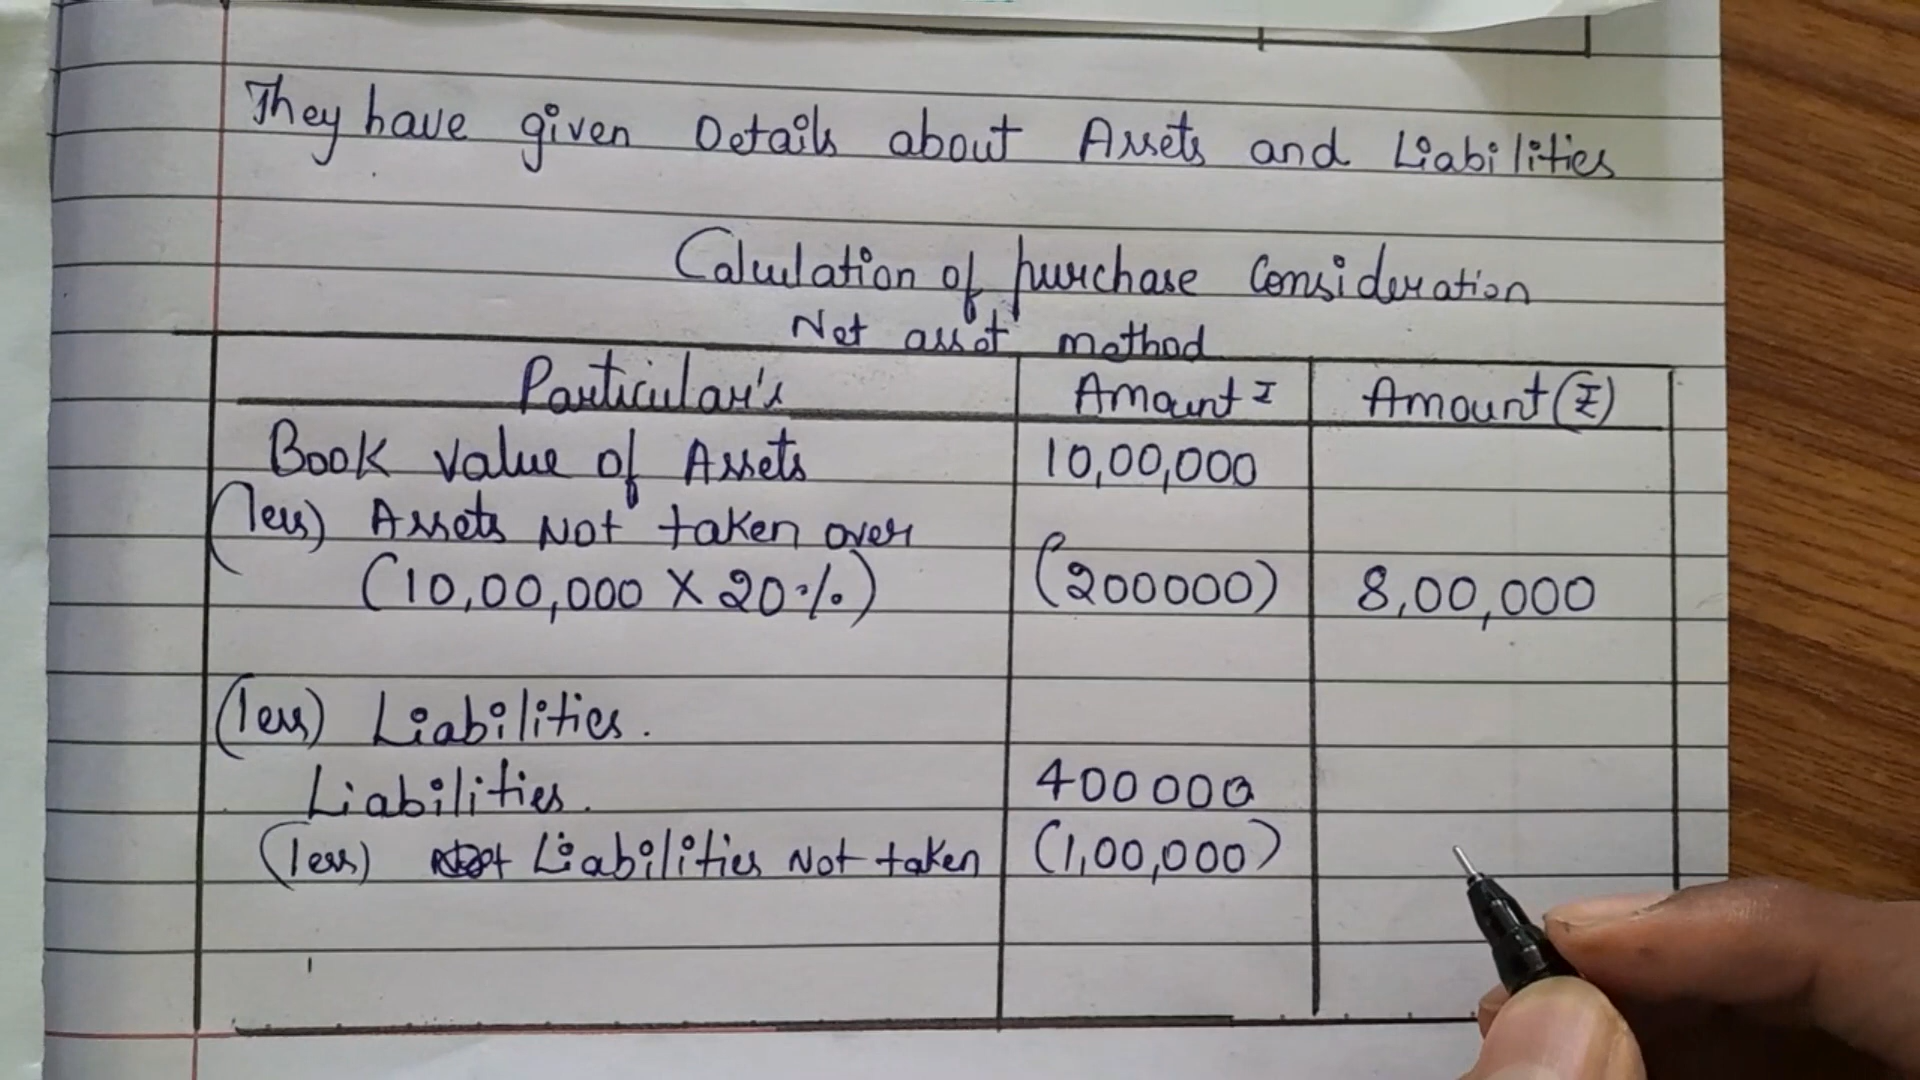 They have given Details about Assets and Liabilities
Calculation of purchase Consideration
Net asset method
Particular's Amount ₹ Amount (₹)
Book value of Assets 10,00,000
(less) Assets Not taken over
(10,00,000 X 20%) (200000) 8,00,000
(less) Liabilities.
Liabilities. 400000
(less) Liabilities Not taken (1,00,000)